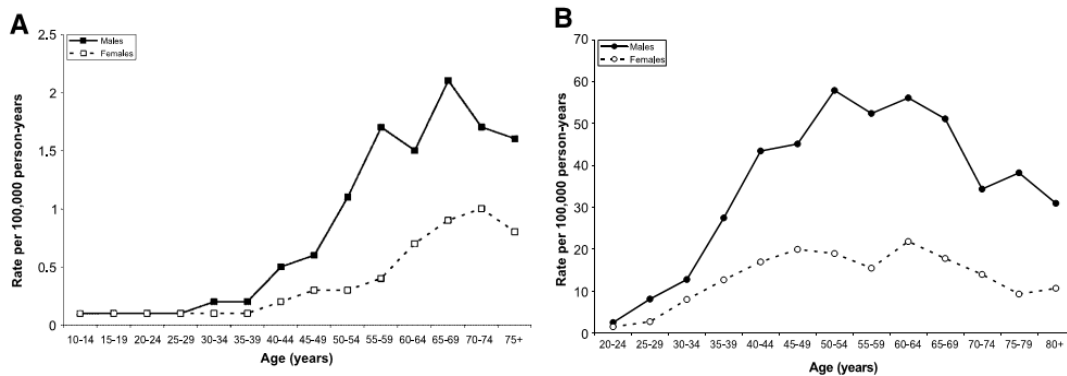 A
Males
Females
Rate per 100,000 person-years
2.5
2
1.5
1
0.5
0
10-14 15-19 20-24 25-29 30-34 35-39 40-44 45-49 50-54 55-59 60-64 65-69 70-74 75+
Age (years)
B
Males
Females
Rate per 100,000 person-years
70
60
50
40
30
20
10
0
20-24 25-29 30-34 35-39 40-44 45-49 50-54 55-59 60-64 65-69 70-74 75-79 80+
Age (years)